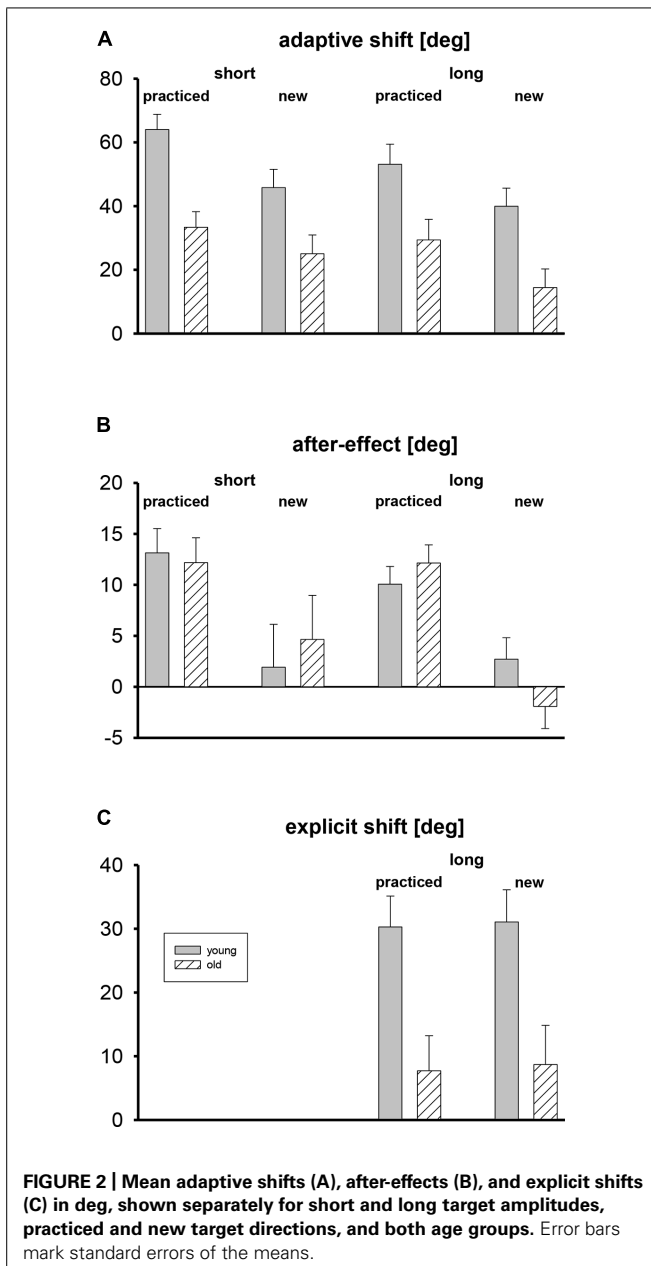 A
adaptive shift [deg]
short long
practiced new practiced new
80
60
40
20
0
B
after-effect [deg]
short long
practiced new practiced new
20
15
10
5
0
-5
C
explicit shift [deg]
long
practiced new
40
30
20
10
0
young
old
FIGURE 2 | Mean adaptive shifts (A), after-effects (B), and explicit shifts
(C) in deg, shown separately for short and long target amplitudes,
practiced and new target directions, and both age groups. Error bars
mark standard errors of the means.